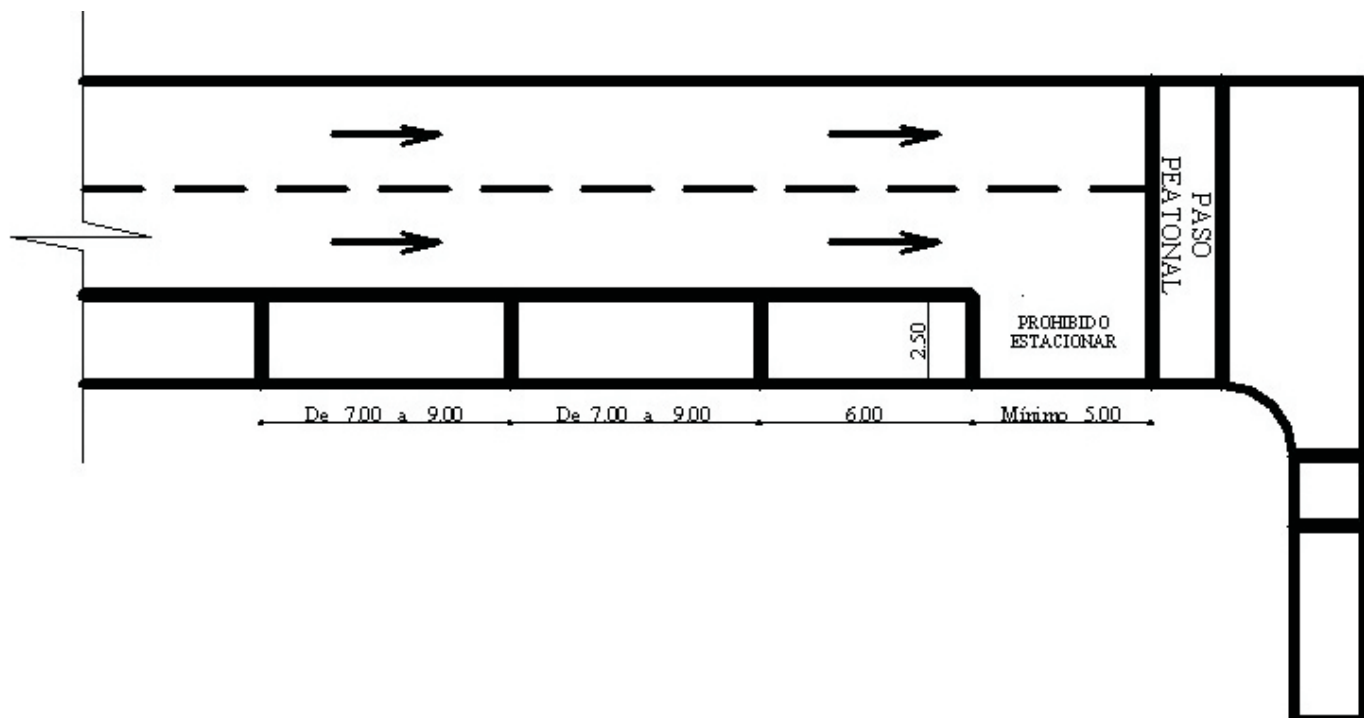 PASO
PEATONAL
2.50
PROHIBIDO
ESTACIONAR
De 7.00 a 9.00
De 7.00 a 9.00
6.00
Mínimo 5.00